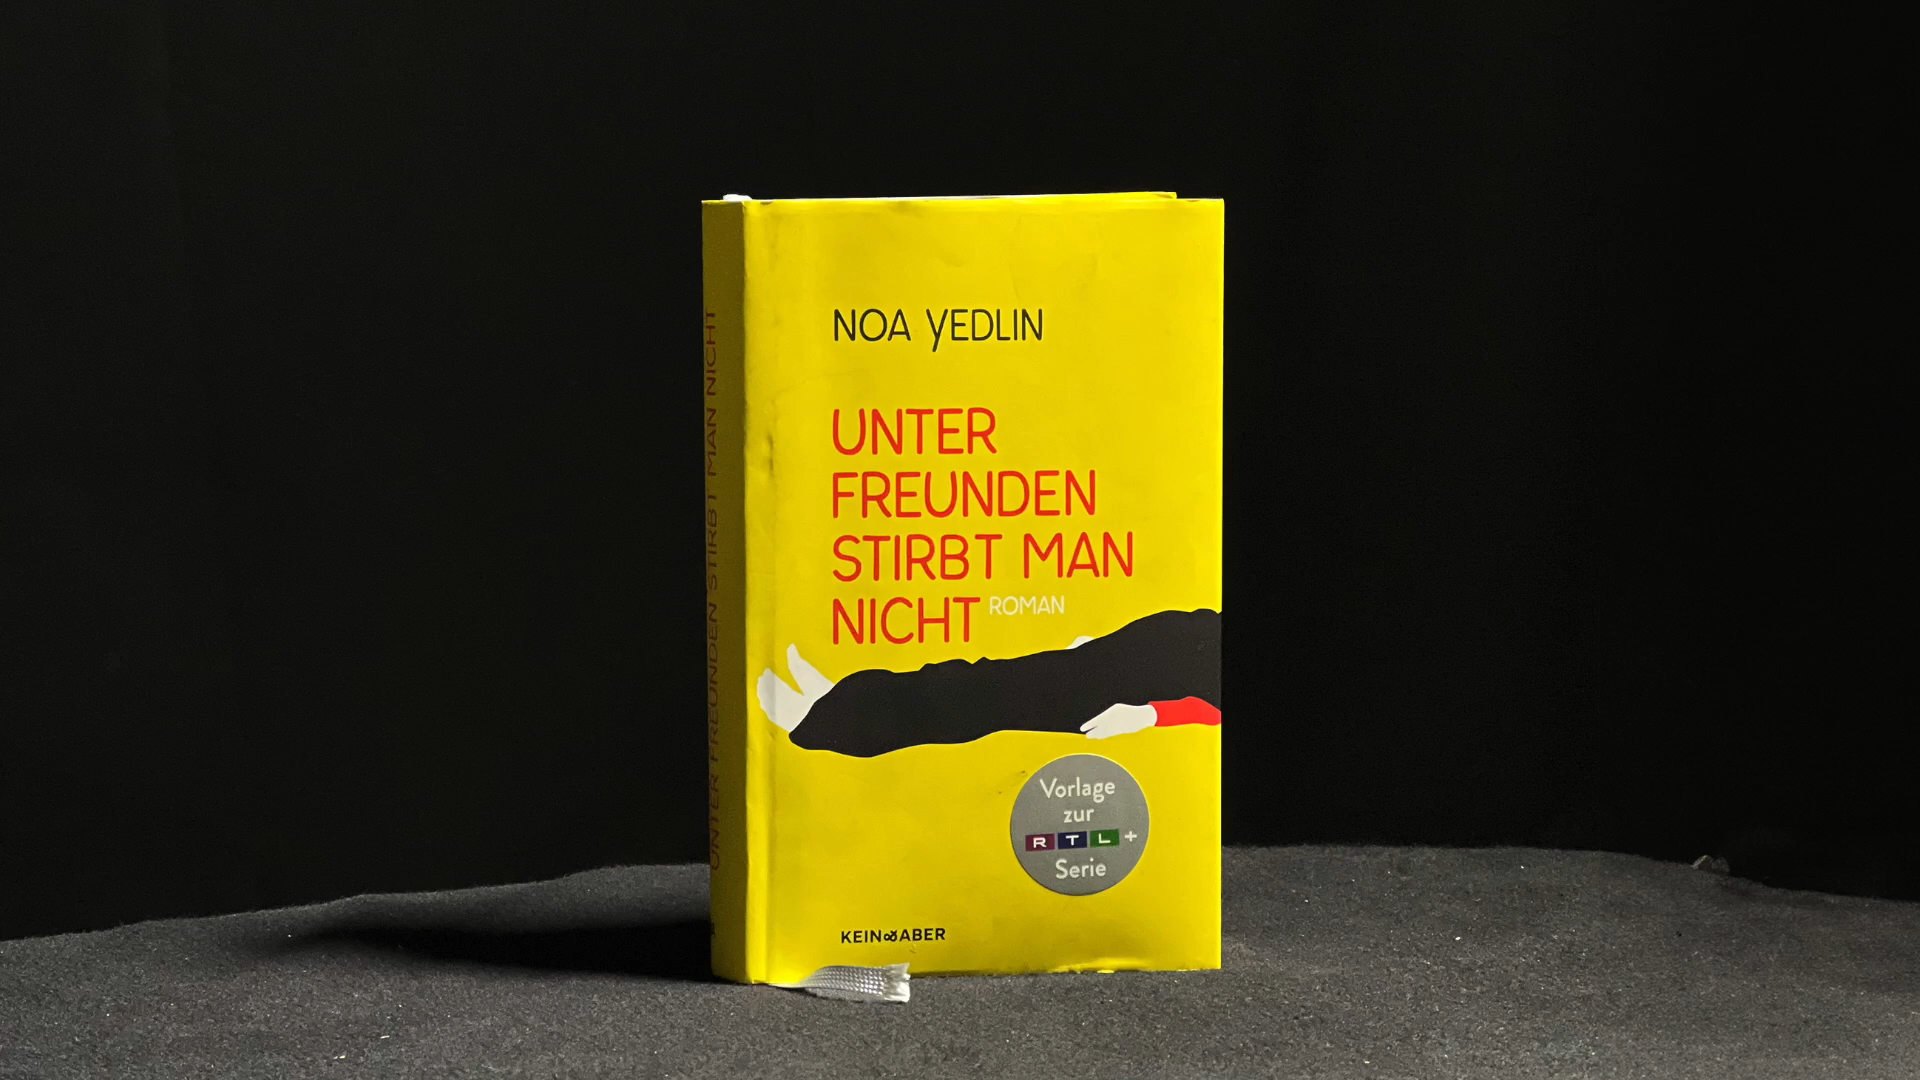 NOA YEDLIN
UNTER
FREUNDEN
STIRBT MAN
NICHT ROMAN
Vorlage
zur
RTL+
Serie
KEIN & ABER
UNTER FREUNDEN STIRBT MAN NICHT